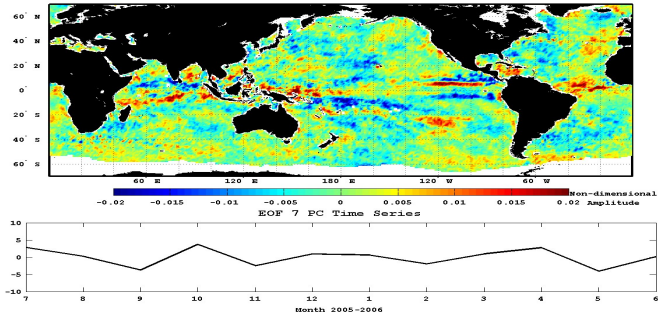 60° N
40° N
20° N
0°
20° S
40° S
60° S
60 E 120 E 180 E 120 W 60 W
Non-dimensional
-0.02 -0.015 -0.01 -0.005 0 0.005 0.01 0.015 0.02 Amplitude
EOF 7 PC Time Series
10
5
0
-5
-10
7 8 9 10 11 12 1 2 3 4 5 6
Month 2005-2006